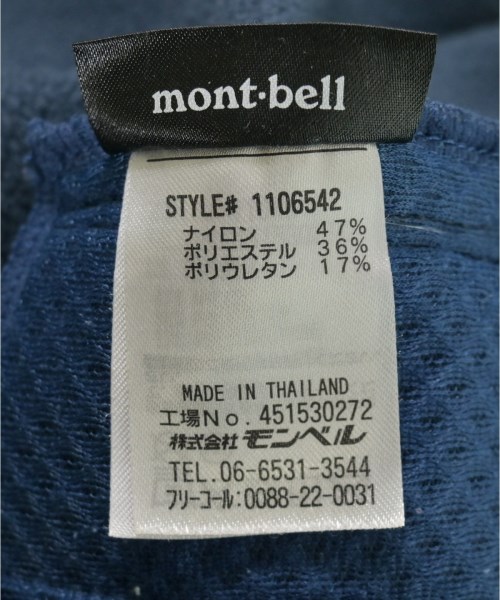 mont·bell
STYLE# 1106542
ナイロン 47%
ポリエステル 36%
ポリウレタン 17%
MADE IN THAILAND
工場No. 451530272
株式会社 モンベル
TEL. 06-6531-3544
フリーコール:0088-22-0031